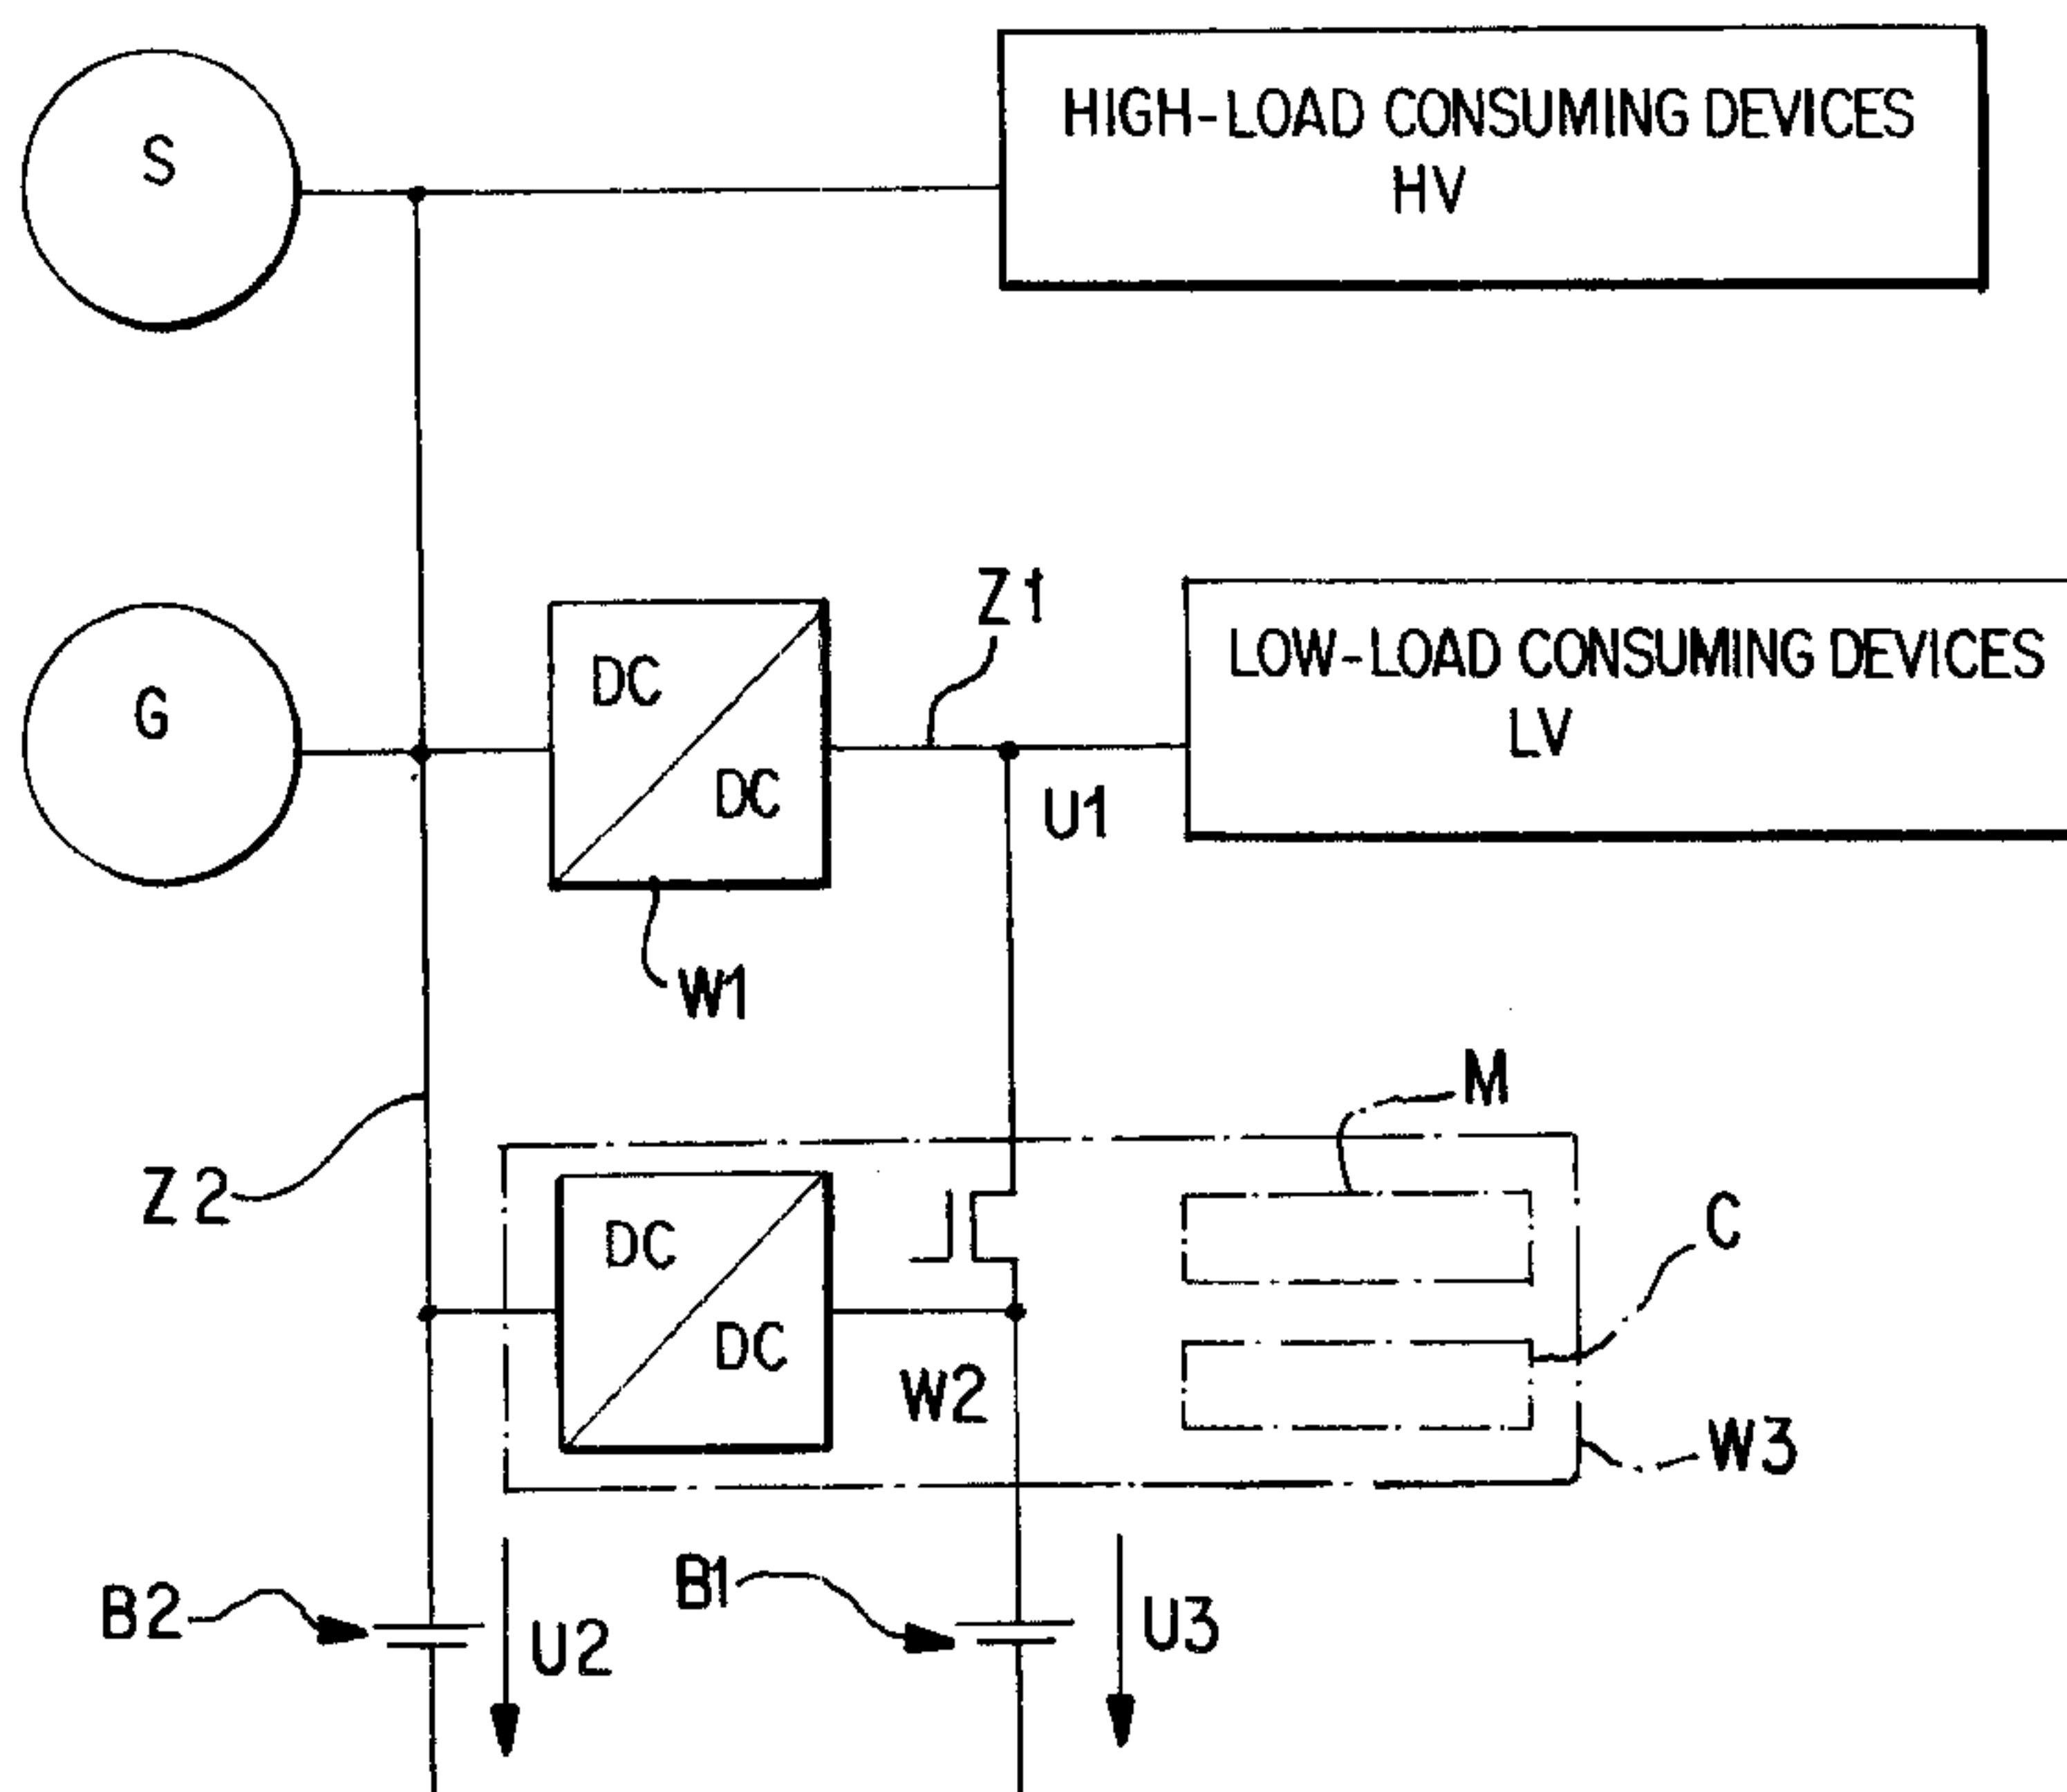 S
HIGH-LOAD CONSUMING DEVICES
HV
G
DC
DC
Z1
LOW-LOAD CONSUMING DEVICES
LV
U1
W1
M
Z2
DC
DC
C
W2
W3
B2
U2
B1
U3